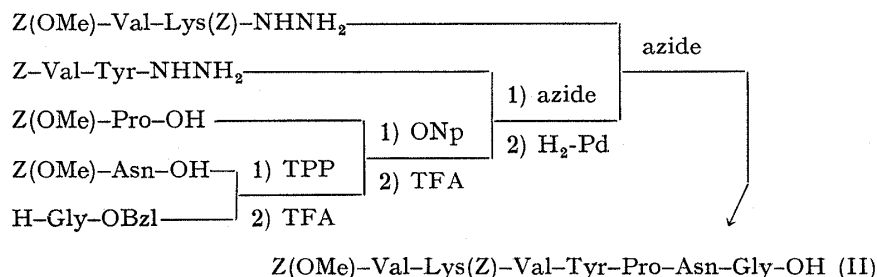 Z(OMe)–Val–Lys(Z)–NHNH₂
azide
Z–Val–Tyr–NHNH₂
1) azide
2) H₂-Pd
Z(OMe)–Pro–OH
1) ONp
2) TFA
Z(OMe)–Asn–OH
1) TPP
2) TFA
H–Gly–OBzl
Z(OMe)–Val–Lys(Z)–Val–Tyr–Pro–Asn–Gly–OH (II)